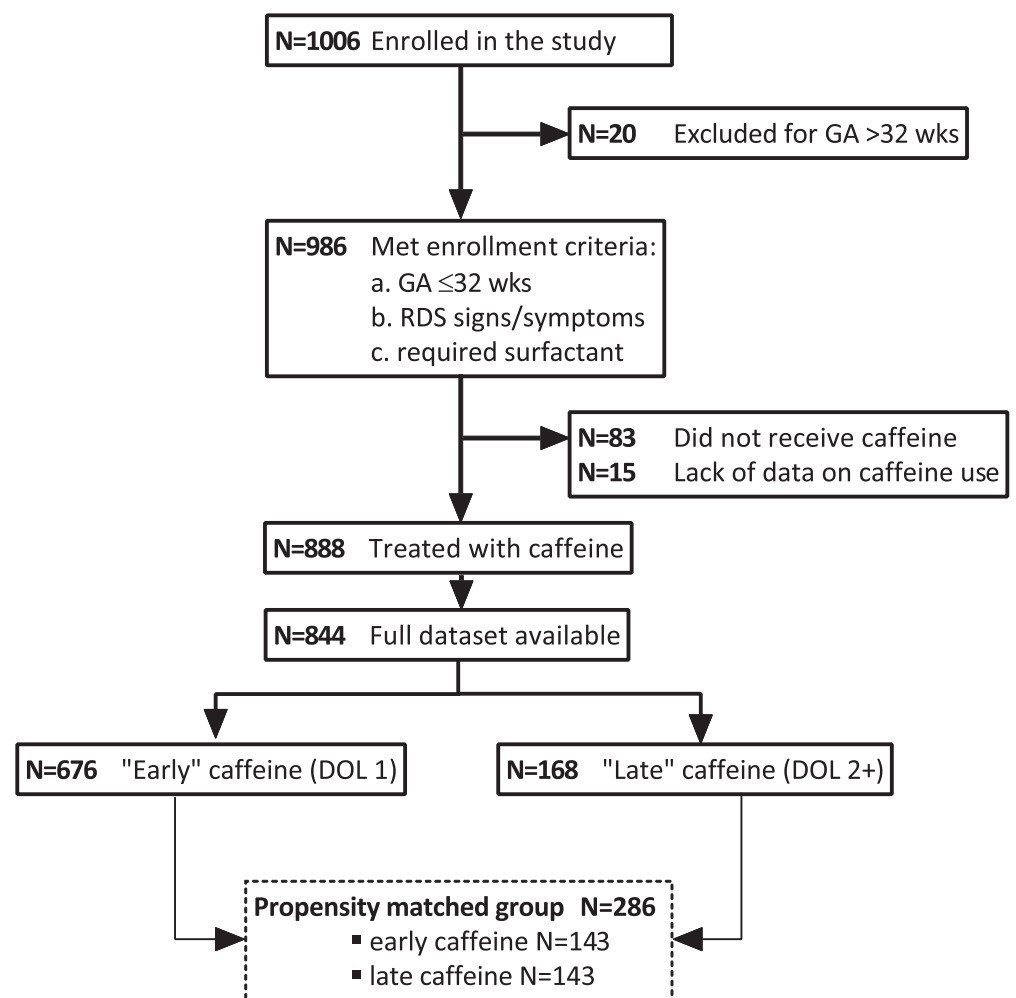 N=1006 Enrolled in the study
N=20 Excluded for GA >32 wks
N=986 Met enrollment criteria:
a. GA ≤32 wks
b. RDS signs/symptoms
c. required surfactant
N=83 Did not receive caffeine
N=15 Lack of data on caffeine use
N=888 Treated with caffeine
N=844 Full dataset available
N=676 "Early" caffeine (DOL 1)
N=168 "Late" caffeine (DOL 2+)
Propensity matched group N=286
▪ early caffeine N=143
▪ late caffeine N=143